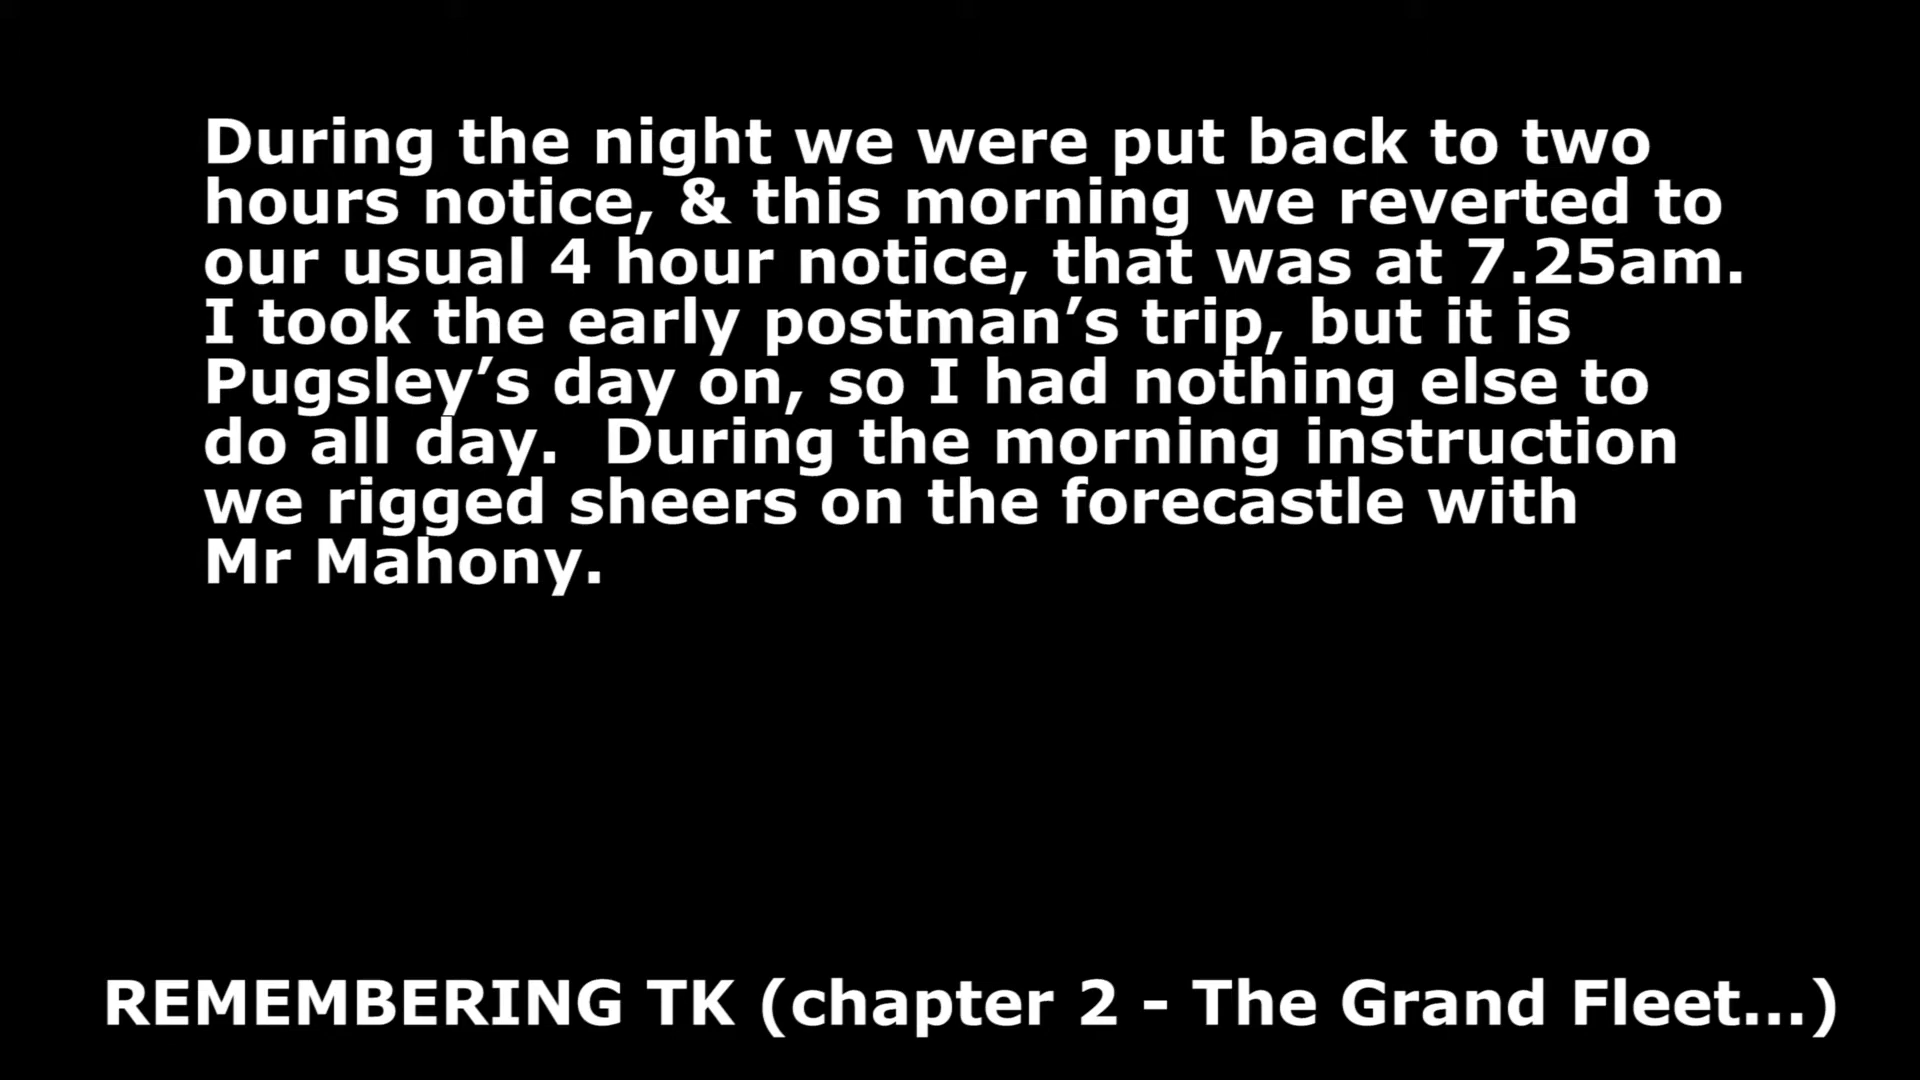 During the night we were put back to two
hours notice, & this morning we reverted to
our usual 4 hour notice, that was at 7.25am.
I took the early postman’s trip, but it is
Pugsley’s day on, so I had nothing else to
do all day.  During the morning instruction
we rigged sheers on the forecastle with
Mr Mahony.
REMEMBERING TK (chapter 2 - The Grand Fleet...)